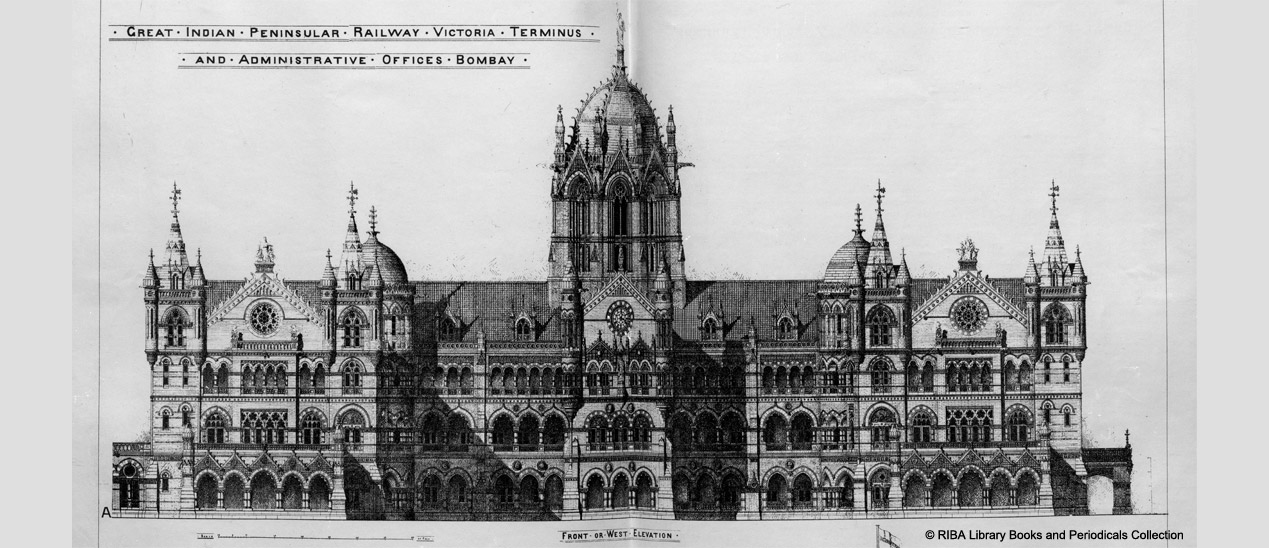 · GREAT · INDIAN · PENINSULAR · RAILWAY · VICTORIA · TERMINUS ·
· AND · ADMINISTRATIVE · OFFICES · BOMBAY ·
A
FRONT · OR · WEST · ELEVATION ·
© RIBA Library Books and Periodicals Collection